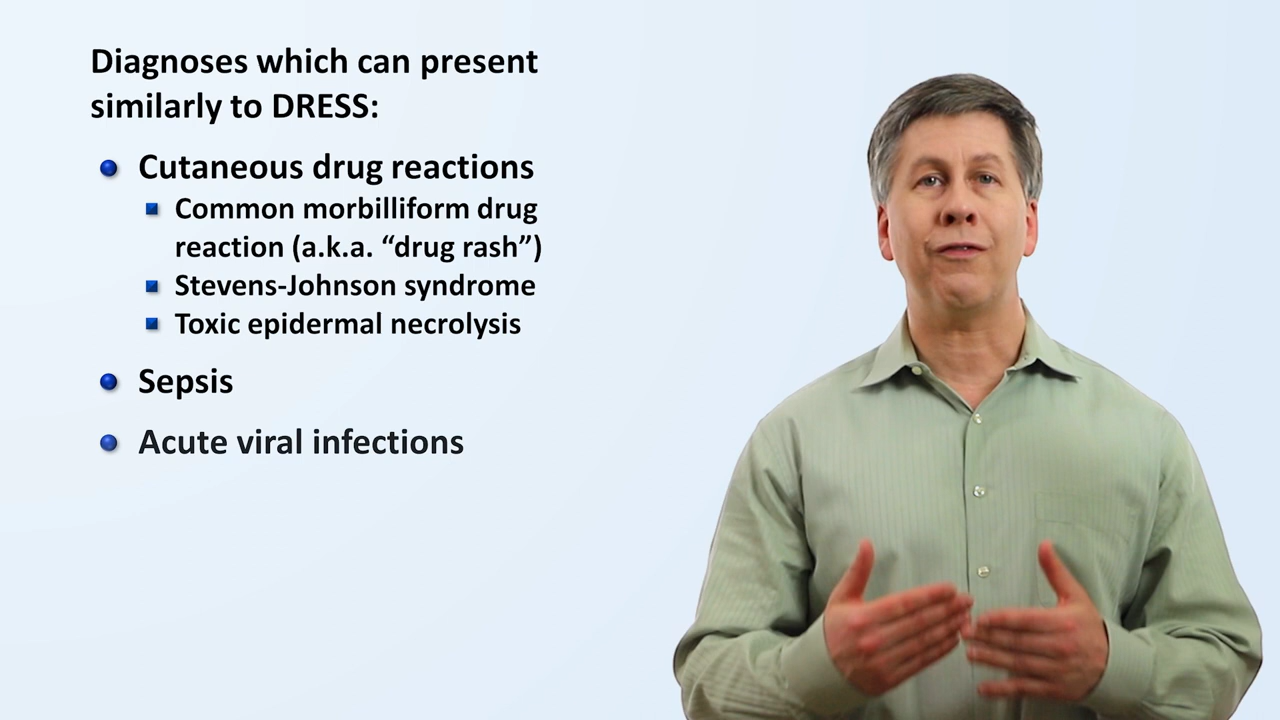 Diagnoses which can present
similarly to DRESS:
Cutaneous drug reactions
Common morbilliform drug
reaction (a.k.a. “drug rash”)
Stevens-Johnson syndrome
Toxic epidermal necrolysis
Sepsis
Acute viral infections